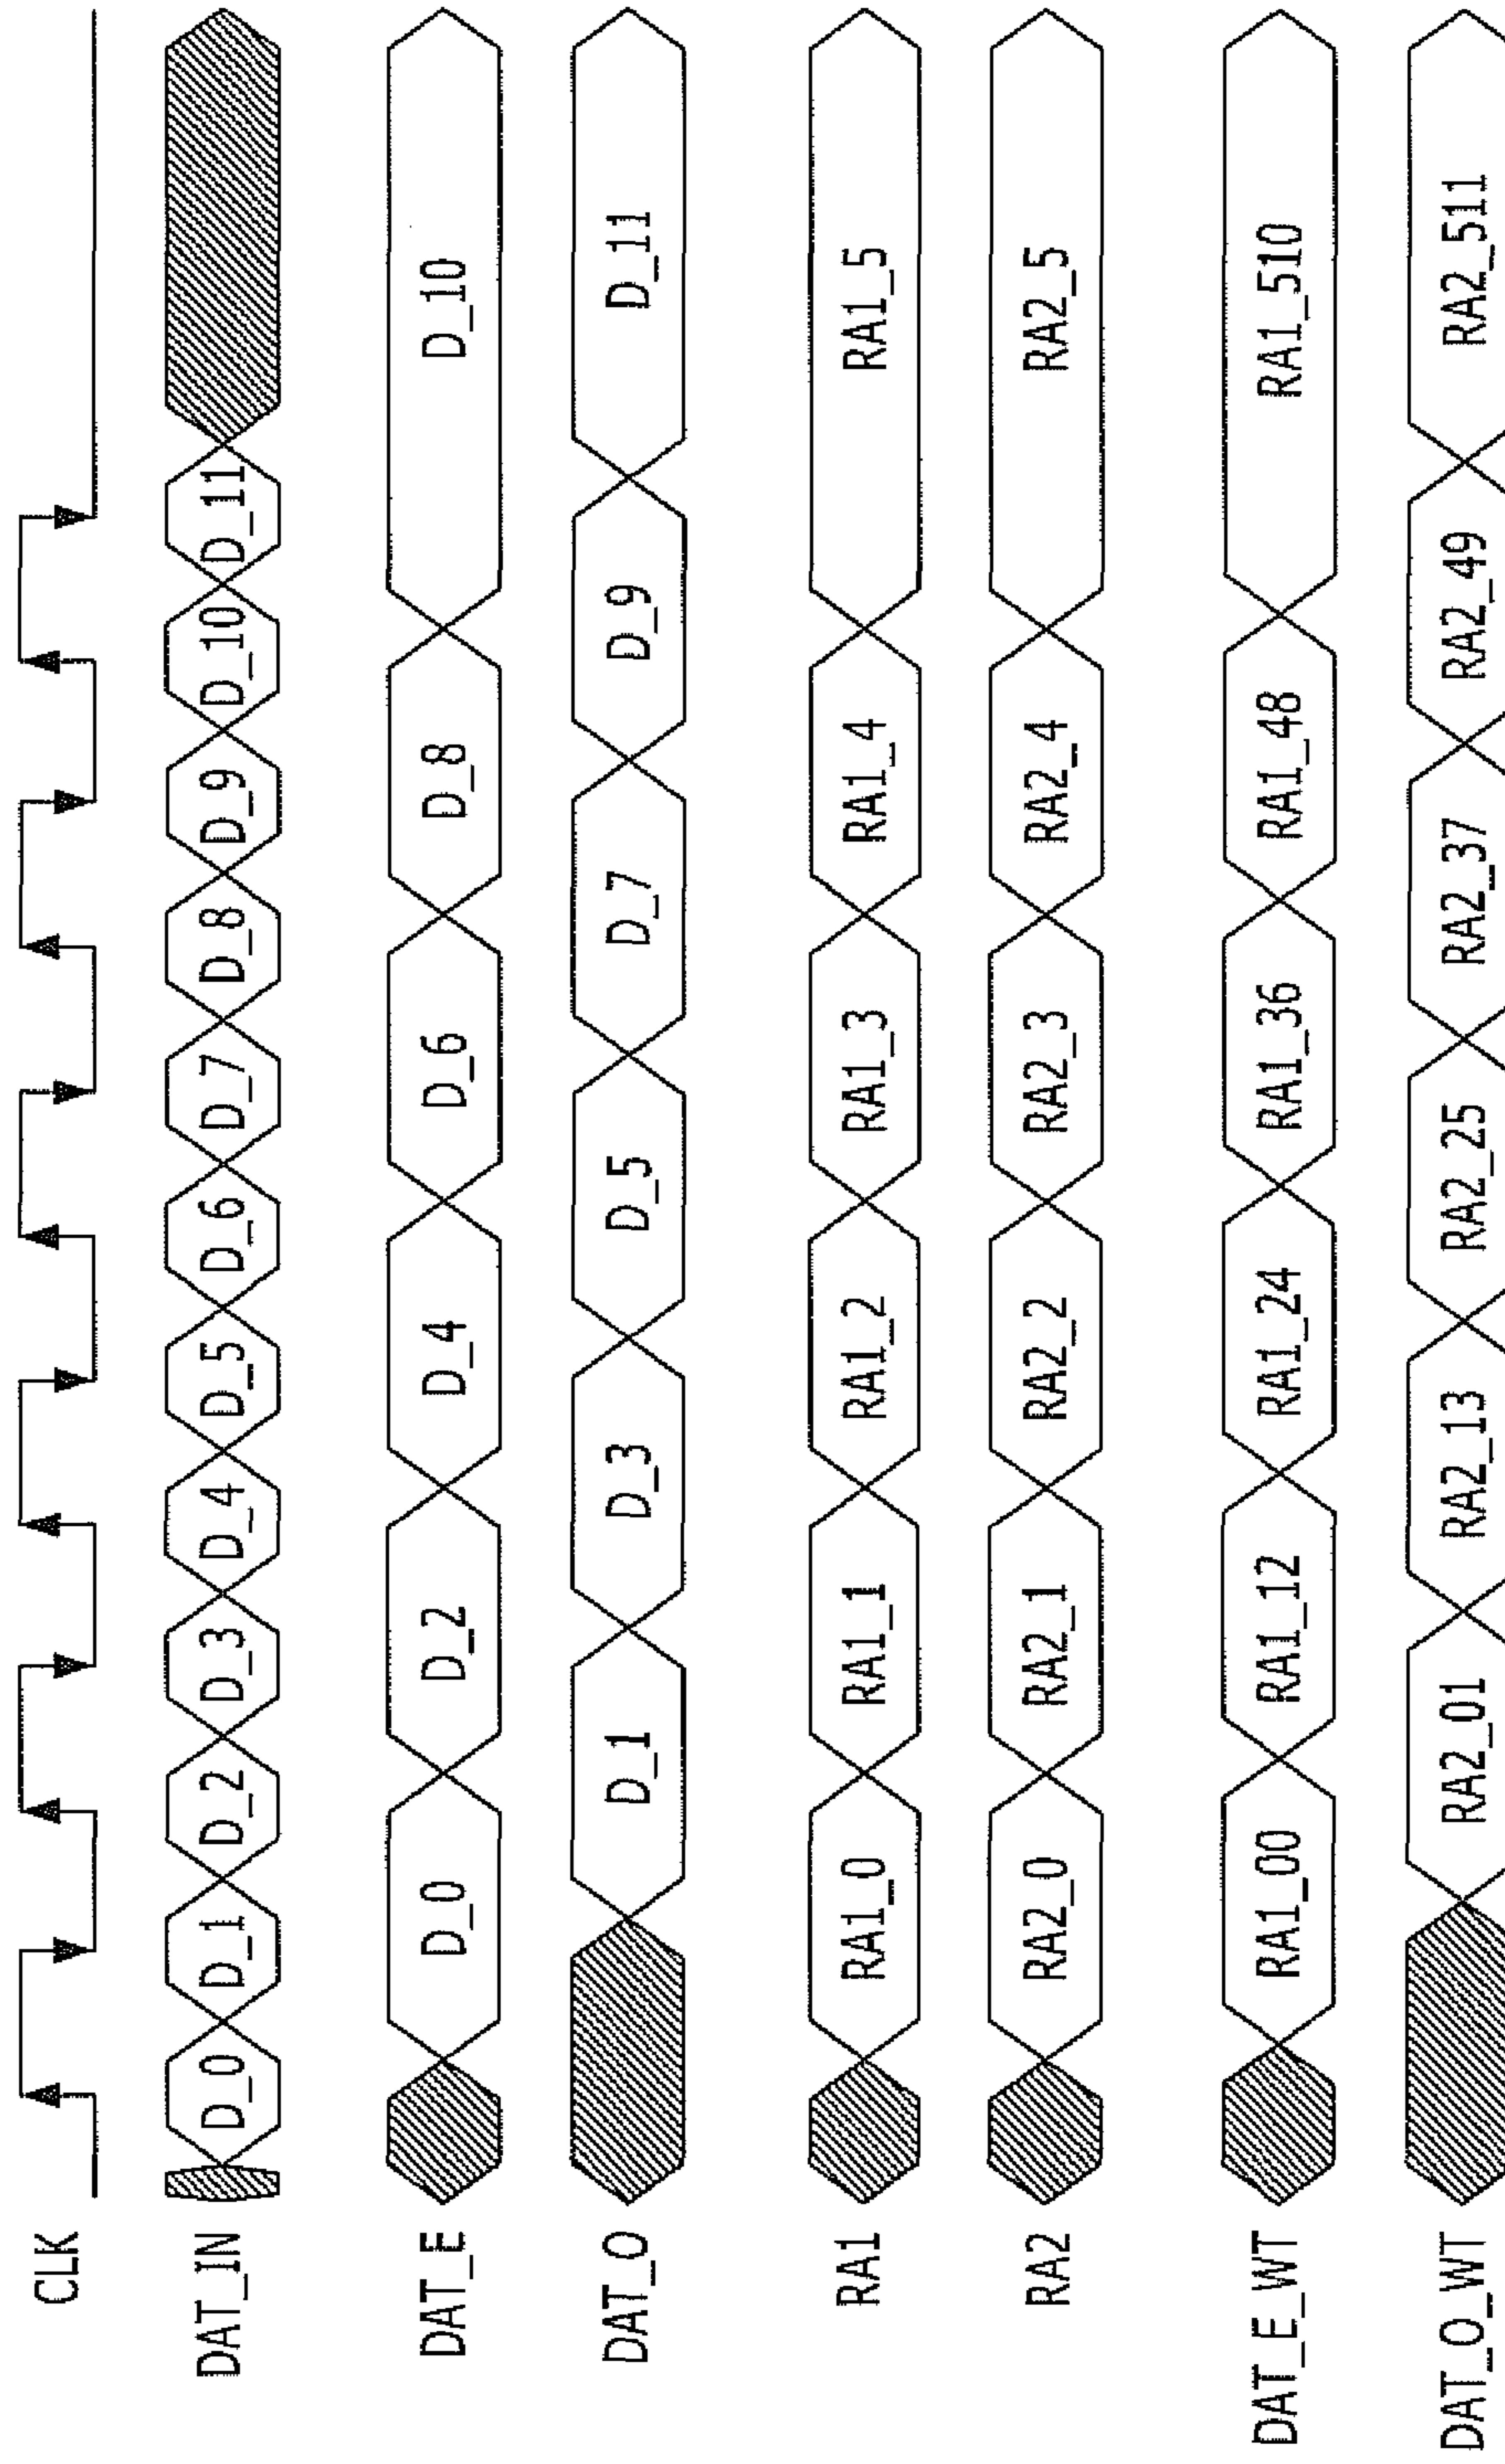 CLK
DAT_IN D_0 D_1 D_2 D_3 D_4 D_5 D_6 D_7 D_8 D_9 D_10 D_11
DAT_E D_0 D_2 D_4 D_6 D_8 D_10
DAT_O D_1 D_3 D_5 D_7 D_9 D_11
RA1 RA1_0 RA1_1 RA1_2 RA1_3 RA1_4 RA1_5
RA2 RA2_0 RA2_1 RA2_2 RA2_3 RA2_4 RA2_5
DAT_E_WT RA1_00 RA1_12 RA1_24 RA1_36 RA1_48 RA1_510
DAT_O_WT RA2_01 RA2_13 RA2_25 RA2_37 RA2_49 RA2_511